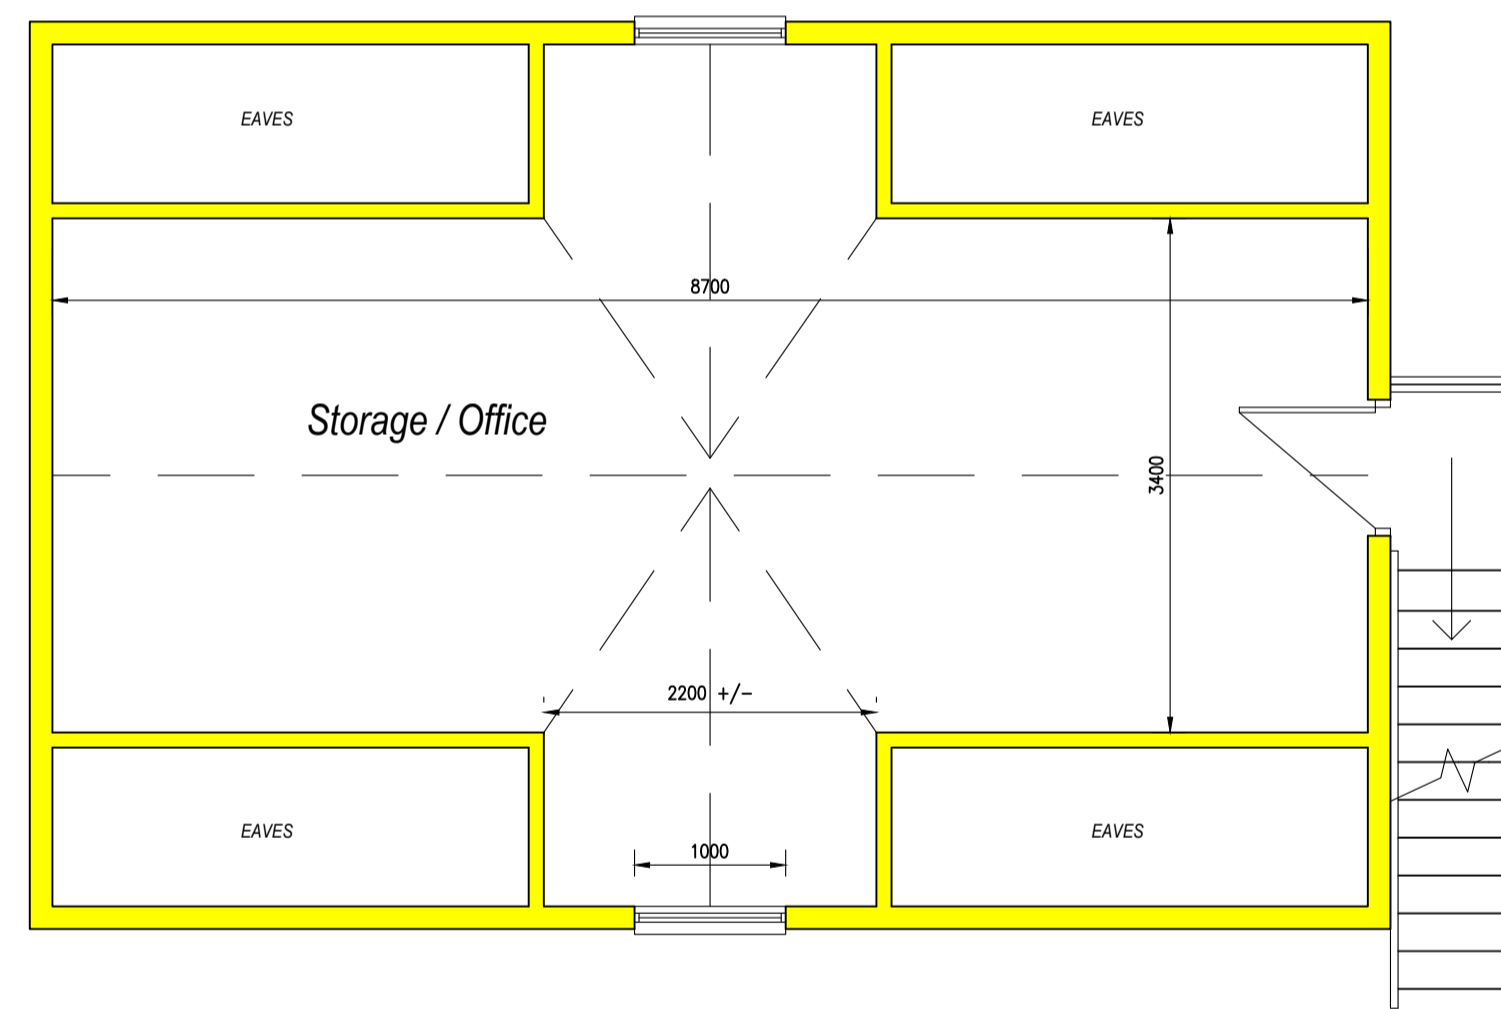 EAVES
EAVES
8700
Storage / Office
3400
2200 +/-
EAVES
EAVES
1000